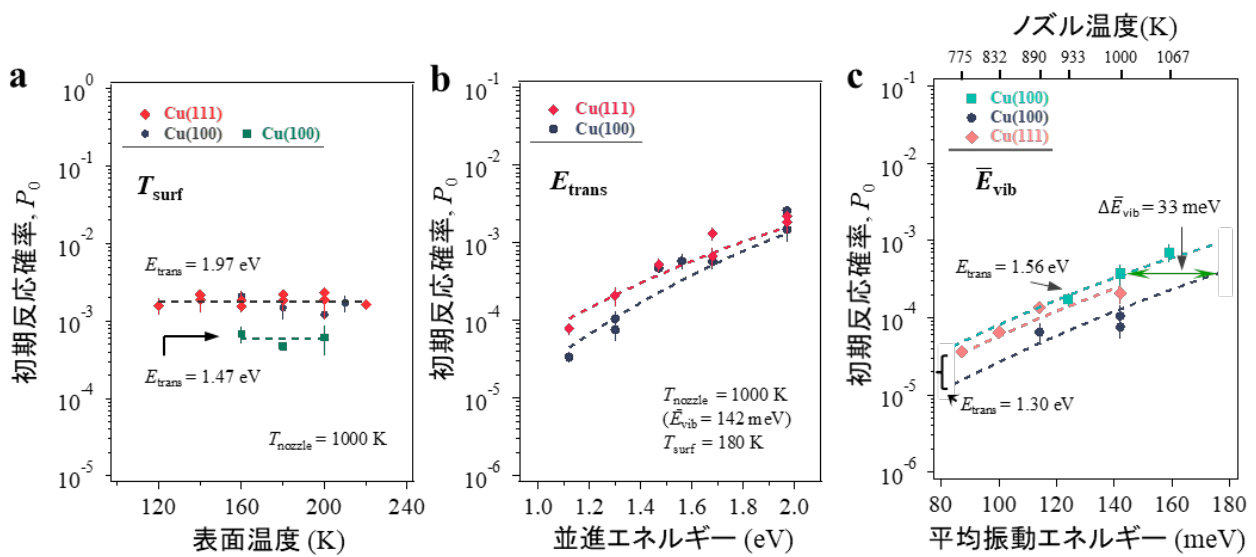 a
10⁰
10⁻¹
10⁻²
10⁻³
10⁻⁴
10⁻⁵
初期反応確率, P₀
Cu(111)
Cu(100)
Cu(100)
T_surf
E_trans = 1.97 eV
E_trans = 1.47 eV
T_nozzle = 1000 K
120 160 200 240
表面温度 (K)
b
10⁻¹
10⁻²
10⁻³
10⁻⁴
10⁻⁵
10⁻⁶
初期反応確率, P₀
Cu(111)
Cu(100)
E_trans
T_nozzle = 1000 K
(Ē_vib = 142 meV)
T_surf = 180 K
1.0 1.2 1.4 1.6 1.8 2.0
並進エネルギー (eV)
ノズル温度(K)
775 832 890 933 1000 1067
c
10⁻¹
10⁻²
10⁻³
10⁻⁴
10⁻⁵
10⁻⁶
初期反応確率, P₀
Cu(100)
Cu(100)
Cu(111)
Ē_vib
ΔĒ_vib = 33 meV
E_trans = 1.56 eV
E_trans = 1.30 eV
80 100 120 140 160 180
平均振動エネルギー (meV)